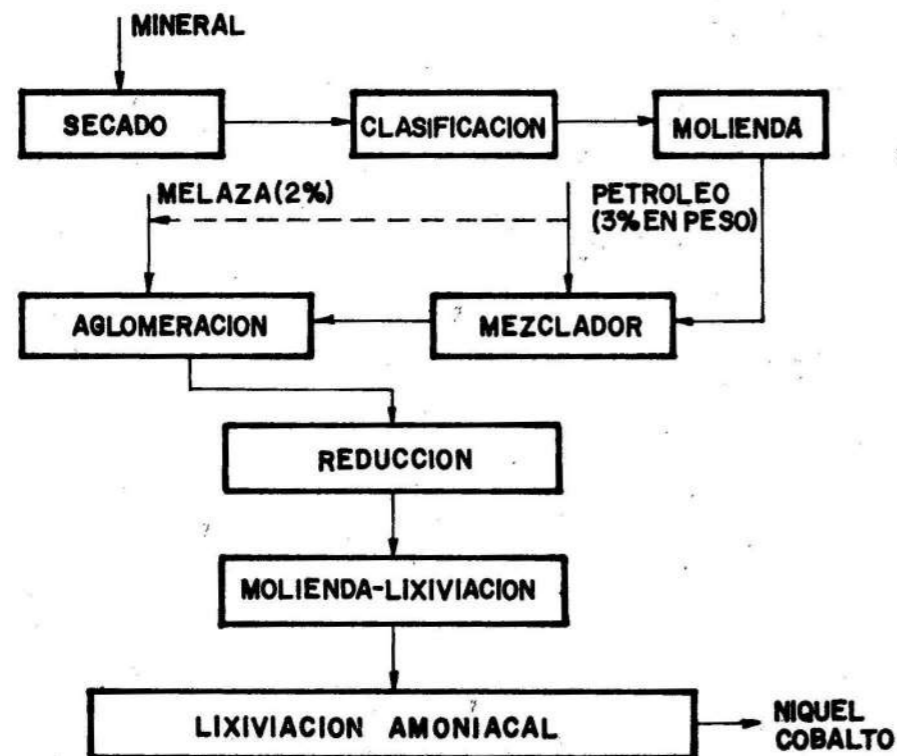 MINERAL
SECADO
CLASIFICACION
MOLIENDA
MELAZA (2%)
PETROLEO
(3% EN PESO)
AGLOMERACION
MEZCLADOR
REDUCCION
MOLIENDA-LIXIVIACION
LIXIVIACION AMONIACAL
NIQUEL
COBALTO